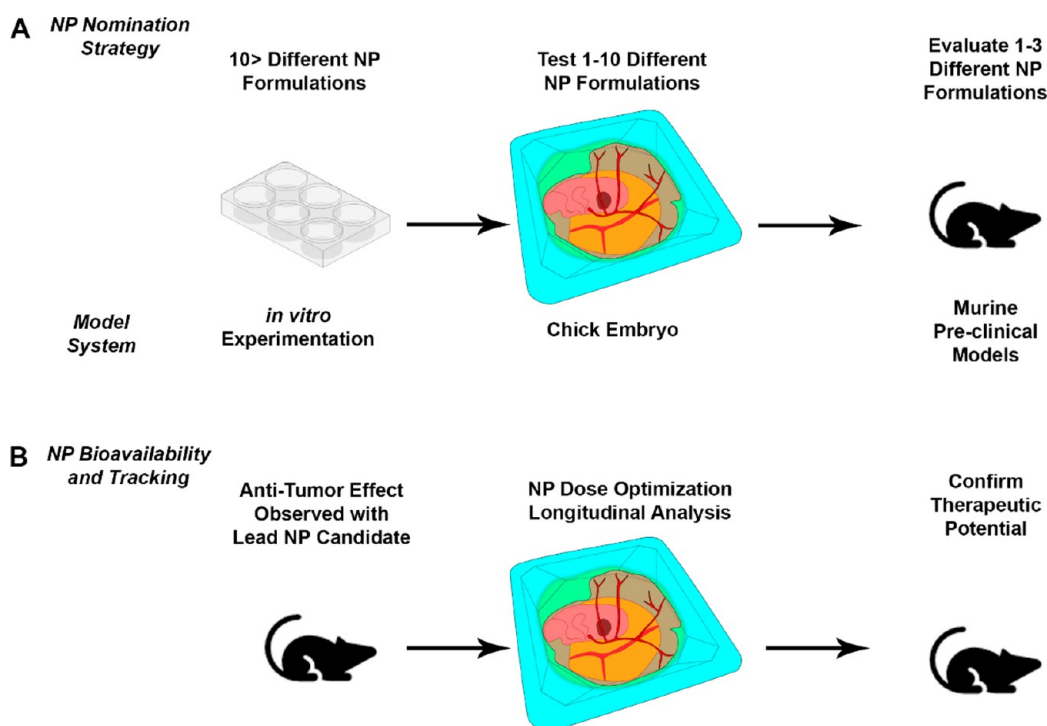 A
NP Nomination
Strategy
10> Different NP
Formulations
Test 1-10 Different
NP Formulations
Evaluate 1-3
Different NP
Formulations
Model
System
in vitro
Experimentation
Chick Embryo
Murine
Pre-clinical
Models
B
NP Bioavailability
and Tracking
Anti-Tumor Effect
Observed with
Lead NP Candidate
NP Dose Optimization
Longitudinal Analysis
Confirm
Therapeutic
Potential